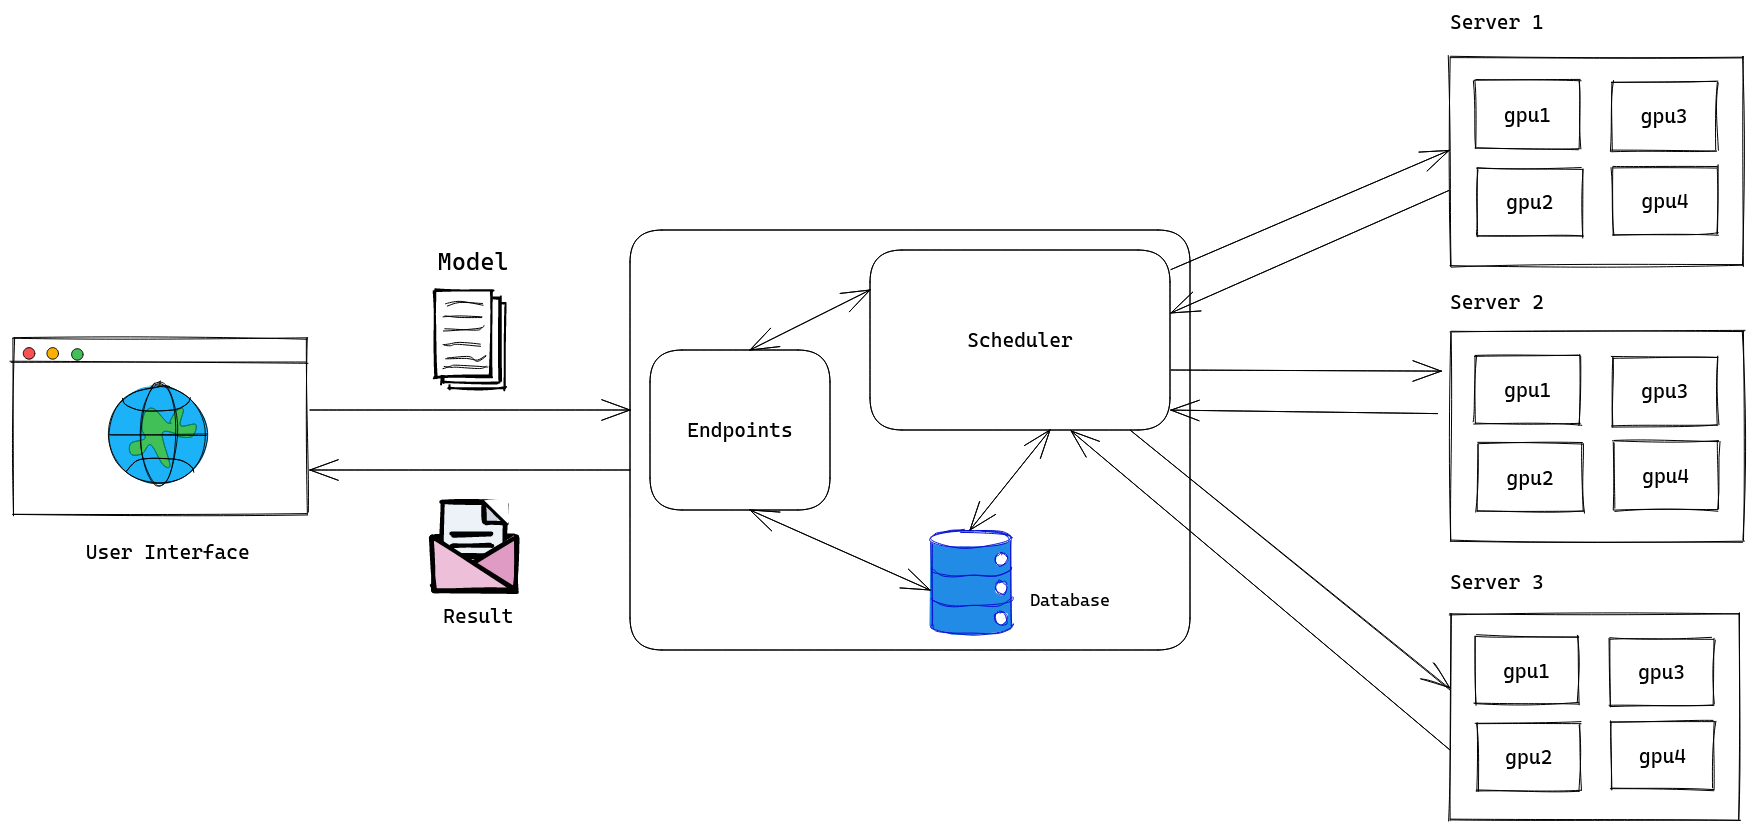 Server 1
gpu1
gpu3
gpu2
gpu4
Model
Scheduler
Endpoints
Server 2
gpu1
gpu3
gpu2
gpu4
User Interface
Result
Database
Server 3
gpu1
gpu3
gpu2
gpu4